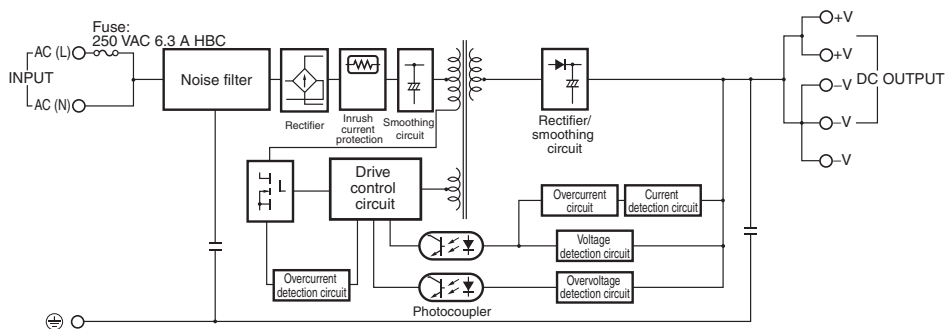 Fuse:
250 VAC 6.3 A HBC
AC (L)
INPUT
AC (N)
Noise filter
Rectifier
Inrush
current
protection
Smoothing
circuit
Rectifier/
smoothing
circuit
+V
+V
DC OUTPUT
–V
–V
–V
Drive
control
circuit
Overcurrent
circuit
Current
detection circuit
Voltage
detection circuit
Overcurrent
detection circuit
Overvoltage
detection circuit
Photocoupler